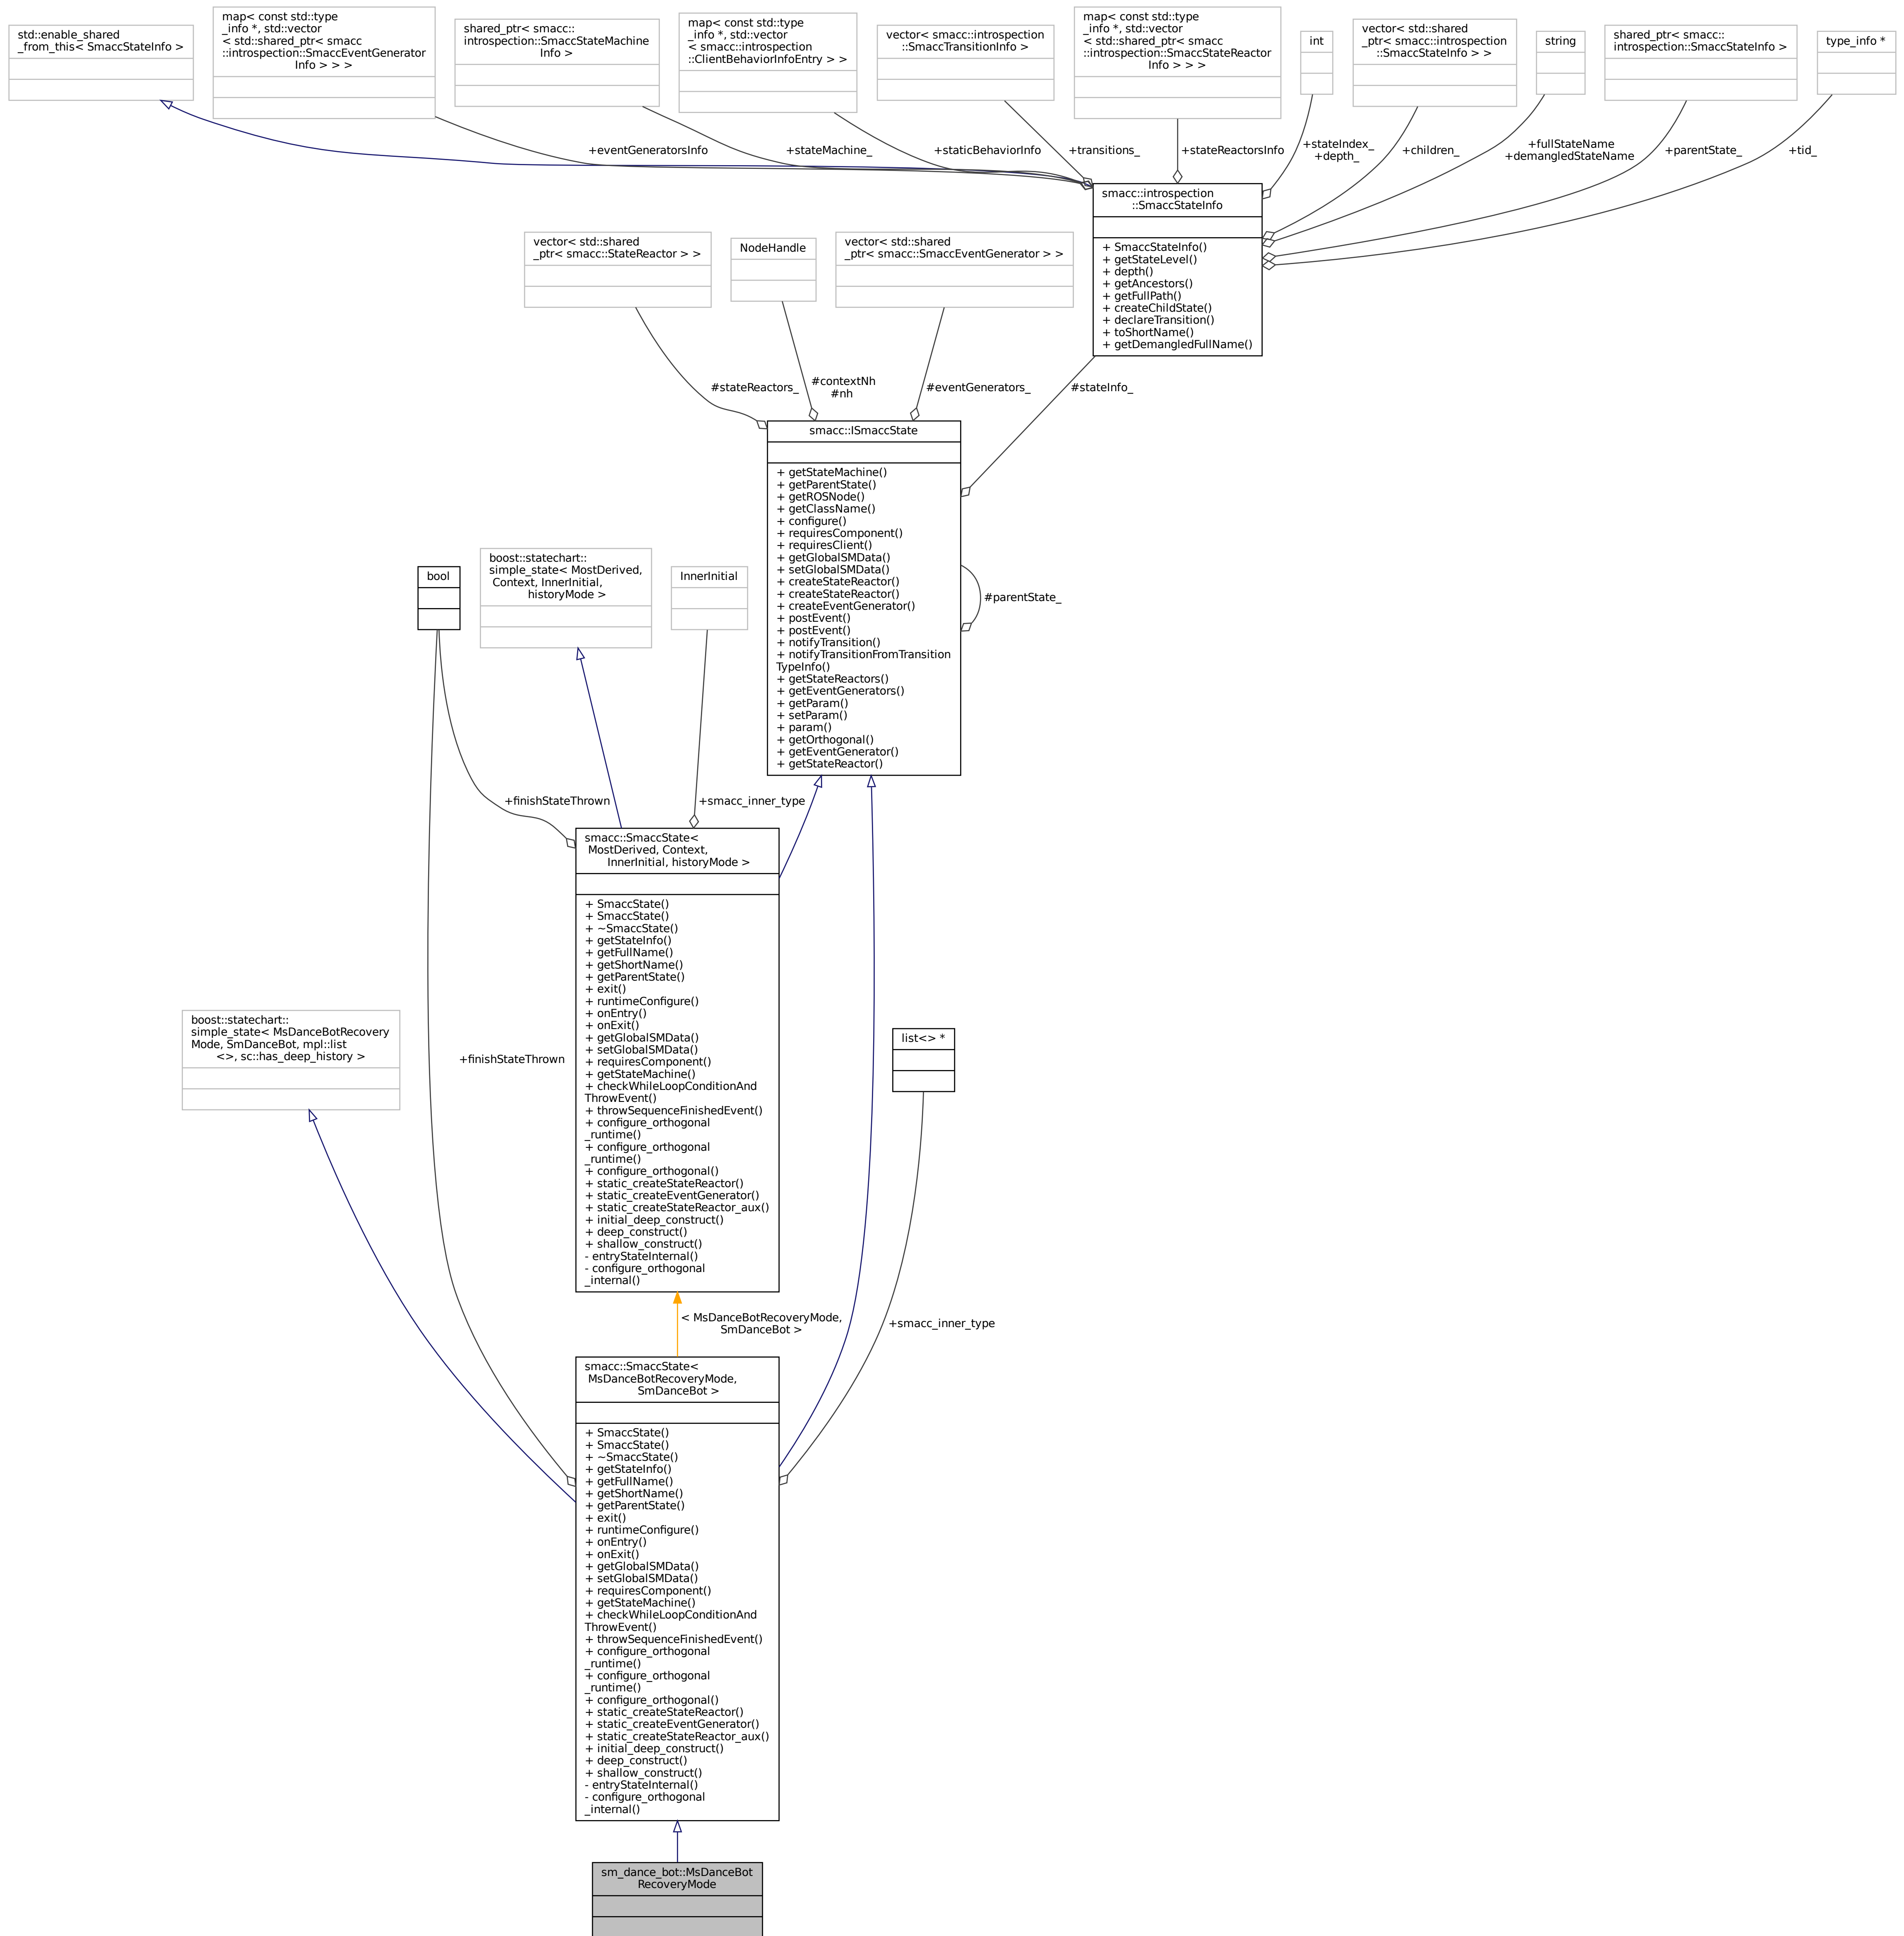 std::enable_shared
_from_this< SmaccStateInfo >
map< const std::type
_info *, std::vector
< std::shared_ptr< smacc
::introspection::SmaccEventGenerator
Info > > >
shared_ptr< smacc::
introspection::SmaccStateMachine
Info >
map< const std::type
_info *, std::vector
< smacc::introspection
::ClientBehaviorInfoEntry > >
vector< smacc::introspection
::SmaccTransitionInfo >
map< const std::type
_info *, std::vector
< std::shared_ptr< smacc
::introspection::SmaccStateReactor
Info > > >
int
vector< std::shared
_ptr< smacc::introspection
::SmaccStateInfo > >
string
shared_ptr< smacc::
introspection::SmaccStateInfo >
type_info *
+eventGeneratorsInfo
+stateMachine_
+staticBehaviorInfo
+transitions_
+stateReactorsInfo
+stateIndex_
+depth_
+children_
+fullStateName
+demangledStateName
+parentState_
+tid_
smacc::introspection
::SmaccStateInfo
+ SmaccStateInfo()
+ getStateLevel()
+ depth()
+ getAncestors()
+ getFullPath()
+ createChildState()
+ declareTransition()
+ toShortName()
+ getDemangledFullName()
vector< std::shared
_ptr< smacc::StateReactor > >
NodeHandle
vector< std::shared
_ptr< smacc::SmaccEventGenerator > >
#stateReactors_
#contextNh
#nh
#eventGenerators_
#stateInfo_
smacc::ISmaccState
+ getStateMachine()
+ getParentState()
+ getROSNode()
+ getClassName()
+ configure()
+ requiresComponent()
+ requiresClient()
+ getGlobalSMData()
+ setGlobalSMData()
+ createStateReactor()
+ createStateReactor()
+ createEventGenerator()
+ postEvent()
+ postEvent()
+ notifyTransition()
+ notifyTransitionFromTransition
TypeInfo()
+ getStateReactors()
+ getEventGenerators()
+ getParam()
+ setParam()
+ param()
+ getOrthogonal()
+ getEventGenerator()
+ getStateReactor()
#parentState_
bool
boost::statechart::
simple_state< MostDerived,
Context, InnerInitial,
historyMode >
InnerInitial
+finishStateThrown
+smacc_inner_type
smacc::SmaccState<
MostDerived, Context,
InnerInitial, historyMode >
+ SmaccState()
+ SmaccState()
+ ~SmaccState()
+ getStateInfo()
+ getFullName()
+ getShortName()
+ getParentState()
+ exit()
+ runtimeConfigure()
+ onEntry()
+ onExit()
+ getGlobalSMData()
+ setGlobalSMData()
+ requiresComponent()
+ getStateMachine()
+ checkWhileLoopConditionAnd
ThrowEvent()
+ throwSequenceFinishedEvent()
+ configure_orthogonal
_runtime()
+ configure_orthogonal
_runtime()
+ configure_orthogonal()
+ static_createStateReactor()
+ static_createEventGenerator()
+ static_createStateReactor_aux()
+ initial_deep_construct()
+ deep_construct()
+ shallow_construct()
- entryStateInternal()
- configure_orthogonal
_internal()
boost::statechart::
simple_state< MsDanceBotRecovery
Mode, SmDanceBot, mpl::list
<>, sc::has_deep_history >
+finishStateThrown
list<> *
< MsDanceBotRecoveryMode,
SmDanceBot >
+smacc_inner_type
smacc::SmaccState<
MsDanceBotRecoveryMode,
SmDanceBot >
+ SmaccState()
+ SmaccState()
+ ~SmaccState()
+ getStateInfo()
+ getFullName()
+ getShortName()
+ getParentState()
+ exit()
+ runtimeConfigure()
+ onEntry()
+ onExit()
+ getGlobalSMData()
+ setGlobalSMData()
+ requiresComponent()
+ getStateMachine()
+ checkWhileLoopConditionAnd
ThrowEvent()
+ throwSequenceFinishedEvent()
+ configure_orthogonal
_runtime()
+ configure_orthogonal
_runtime()
+ configure_orthogonal()
+ static_createStateReactor()
+ static_createEventGenerator()
+ static_createStateReactor_aux()
+ initial_deep_construct()
+ deep_construct()
+ shallow_construct()
- entryStateInternal()
- configure_orthogonal
_internal()
sm_dance_bot::MsDanceBot
RecoveryMode